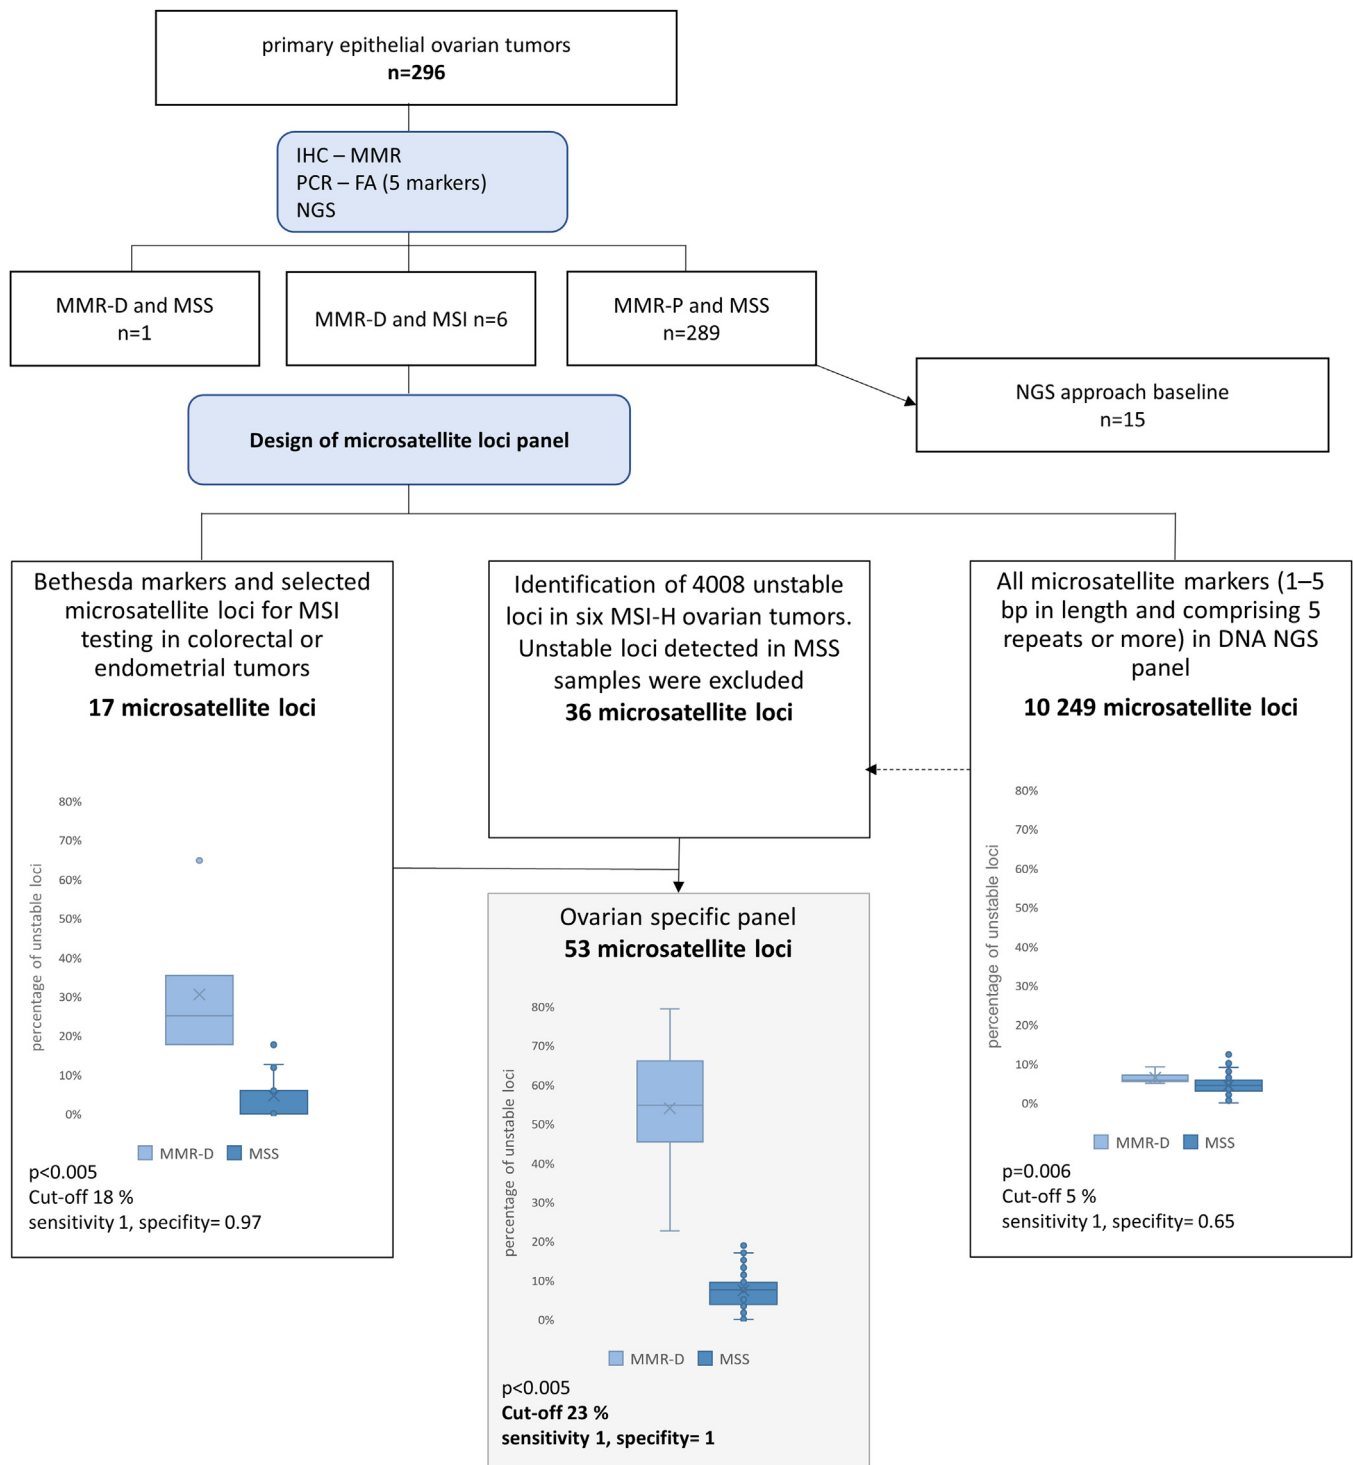 primary epithelial ovarian tumors
n=296
IHC – MMR
PCR – FA (5 markers)
NGS
MMR-D and MSS
n=1
MMR-D and MSI n=6
MMR-P and MSS
n=289
NGS approach baseline
n=15
Design of microsatellite loci panel
Bethesda markers and selected
microsatellite loci for MSI
testing in colorectal or
endometrial tumors
17 microsatellite loci
percentage of unstable loci
80%
70%
60%
50%
40%
30%
20%
10%
0%
MMR-D
MSS
p<0.005
Cut-off 18 %
sensitivity 1, specifity= 0.97
Identification of 4008 unstable
loci in six MSI-H ovarian tumors.
Unstable loci detected in MSS
samples were excluded
36 microsatellite loci
Ovarian specific panel
53 microsatellite loci
percentage of unstable loci
80%
70%
60%
50%
40%
30%
20%
10%
0%
MMR-D
MSS
p<0.005
Cut-off 23 %
sensitivity 1, specifity= 1
All microsatellite markers (1–5
bp in length and comprising 5
repeats or more) in DNA NGS
panel
10 249 microsatellite loci
percentage of unstable loci
80%
70%
60%
50%
40%
30%
20%
10%
0%
MMR-D
MSS
p=0.006
Cut-off 5 %
sensitivity 1, specifity= 0.65